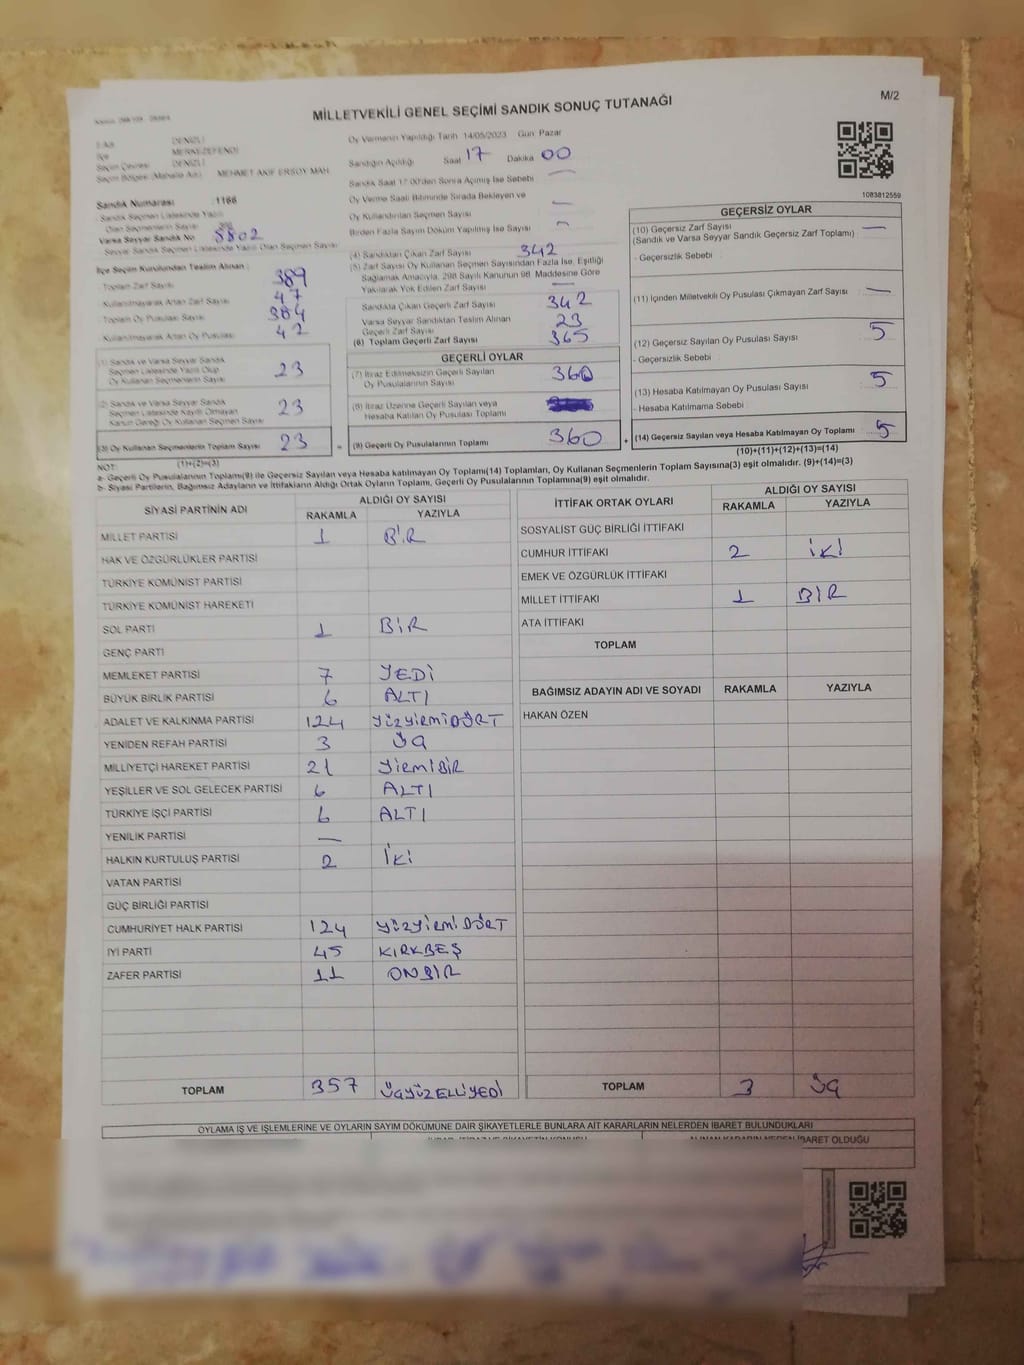 M/2
MİLLETVEKİLİ GENEL SEÇİMİ SANDIK SONUÇ TUTANAĞI
İli DENİZLİ
İlçe MERKEZEFENDİ
Seçim Çevresi DENİZLİ
Seçim Bölgesi (Mahalle Adı) MEHMET AKİF ERSOY MAH
Sandık Numarası :1166
Sandık Seçmen Listesinde Yazılı
Olan Seçmenlerin Sayısı
Varsa Seyyar Sandık No 5802
Seyyar Sandık Seçmen Listesinde Yazılı Olan Seçmen Sayısı
İlçe Seçim Kurulundan Teslim Alınan :
Toplam Zarf Sayısı 389
Kullanılmayarak Artan Zarf Sayısı 47
Toplam Oy Pusulası Sayısı 384
Kullanılmayarak Artan Oy Pusulası 42
(1) Sandık ve Varsa Seyyar Sandık
Seçmen Listesinde Yazılı Olup
Oy Kullanan Seçmenlerin Sayısı 23
(2) Sandık ve Varsa Seyyar Sandık
Seçmen Listesinde Kayıtlı Olmayan
Kanun Gereği Oy Kullanan Seçmen Sayısı 23
(3) Oy Kullanan Seçmenlerin Toplam Sayısı 23
(1)+(2)=(3)
Oy Vermenin Yapıldığı Tarih 14/05/2023 Gün Pazar
Sandığın Açıldığı Saat 17 Dakika 00
Sandık Saat 17:00'den Sonra Açılmış İse Sebebi —
Oy Verme Saati Bitiminde Sırada Bekleyen ve
Oy Kullandırılan Seçmen Sayısı —
Birden Fazla Sayım Döküm Yapılmış İse Sayısı —
(4) Sandıktan Çıkan Zarf Sayısı 342
(5) Zarf Sayısı Oy Kullanan Seçmen Sayısından Fazla İse, Eşitliği
Sağlamak Amacıyla, 298 Sayılı Kanunun 98. Maddesine Göre
Yakılarak Yok Edilen Zarf Sayısı —
Sandıkta Çıkan Geçerli Zarf Sayısı 342
Varsa Seyyar Sandıktan Teslim Alınan
Geçerli Zarf Sayısı 23
(6) Toplam Geçerli Zarf Sayısı 365
GEÇERLİ OYLAR
(7) İtiraz Edilmeksizin Geçerli Sayılan
Oy Pusulalarının Sayısı 360
(8) İtiraz Üzerine Geçerli Sayılan veya
Hesaba Katılan Oy Pusulası Toplamı
= (9) Geçerli Oy Pusulalarının Toplamı 360 +
1083812559
GEÇERSİZ OYLAR
(10) Geçersiz Zarf Sayısı —
(Sandık ve Varsa Seyyar Sandık Geçersiz Zarf Toplamı)
- Geçersizlik Sebebi
(11) İçinden Milletvekili Oy Pusulası Çıkmayan Zarf Sayısı —
(12) Geçersiz Sayılan Oy Pusulası Sayısı 5
- Geçersizlik Sebebi
(13) Hesaba Katılmayan Oy Pusulası Sayısı 5
- Hesaba Katılmama Sebebi
(14) Geçersiz Sayılan veya Hesaba Katılmayan Oy Toplamı 5
(10)+(11)+(12)+(13)=(14)
NOT:
a- Geçerli Oy Pusulalarının Toplamı(9) ile Geçersiz Sayılan veya Hesaba katılmayan Oy Toplamı(14) Toplamları, Oy Kullanan Seçmenlerin Toplam Sayısına(3) eşit olmalıdır. (9)+(14)=(3)
b- Siyasi Partilerin, Bağımsız Adayların ve İttifakların Aldığı Ortak Oyların Toplamı, Geçerli Oy Pusulalarının Toplamına(9) eşit olmalıdır.
SİYASİ PARTİNİN ADI ALDIĞI OY SAYISI
RAKAMLA YAZIYLA
MİLLET PARTİSİ 1 BİR
HAK VE ÖZGÜRLÜKLER PARTİSİ
TÜRKİYE KOMÜNİST PARTİSİ
TÜRKİYE KOMÜNİST HAREKETİ
SOL PARTİ 1 BİR
GENÇ PARTİ
MEMLEKET PARTİSİ 7 YEDİ
BÜYÜK BİRLİK PARTİSİ 6 ALTI
ADALET VE KALKINMA PARTİSİ 124 YÜZYİRMİDÖRT
YENİDEN REFAH PARTİSİ 3 ÜÇ
MİLLİYETÇİ HAREKET PARTİSİ 21 YİRMİBİR
YEŞİLLER VE SOL GELECEK PARTİSİ 6 ALTI
TÜRKİYE İŞÇİ PARTİSİ 6 ALTI
YENİLİK PARTİSİ —
HALKIN KURTULUŞ PARTİSİ 2 İKİ
VATAN PARTİSİ
GÜÇ BİRLİĞİ PARTİSİ
CUMHURİYET HALK PARTİSİ 124 YÜZYİRMİDÖRT
İYİ PARTİ 45 KIRKBEŞ
ZAFER PARTİSİ 11 ONBİR
TOPLAM 357 ÜÇYÜZELLİYEDİ
İTTİFAK ORTAK OYLARI ALDIĞI OY SAYISI
RAKAMLA YAZIYLA
SOSYALİST GÜÇ BİRLİĞİ İTTİFAKI
CUMHUR İTTİFAKI 2 İKİ
EMEK VE ÖZGÜRLÜK İTTİFAKI
MİLLET İTTİFAKI 1 BİR
ATA İTTİFAKI
TOPLAM
BAĞIMSIZ ADAYIN ADI VE SOYADI RAKAMLA YAZIYLA
HAKAN ÖZEN
TOPLAM 3 ÜÇ
OYLAMA İŞ VE İŞLEMLERİNE VE OYLARIN SAYIM DÖKÜMÜNE DAİR ŞİKAYETLERLE BUNLARA AİT KARARLARIN NELERDEN İBARET BULUNDUKLARI
ALINAN KARARIN NEDEN İBARET OLDUĞU